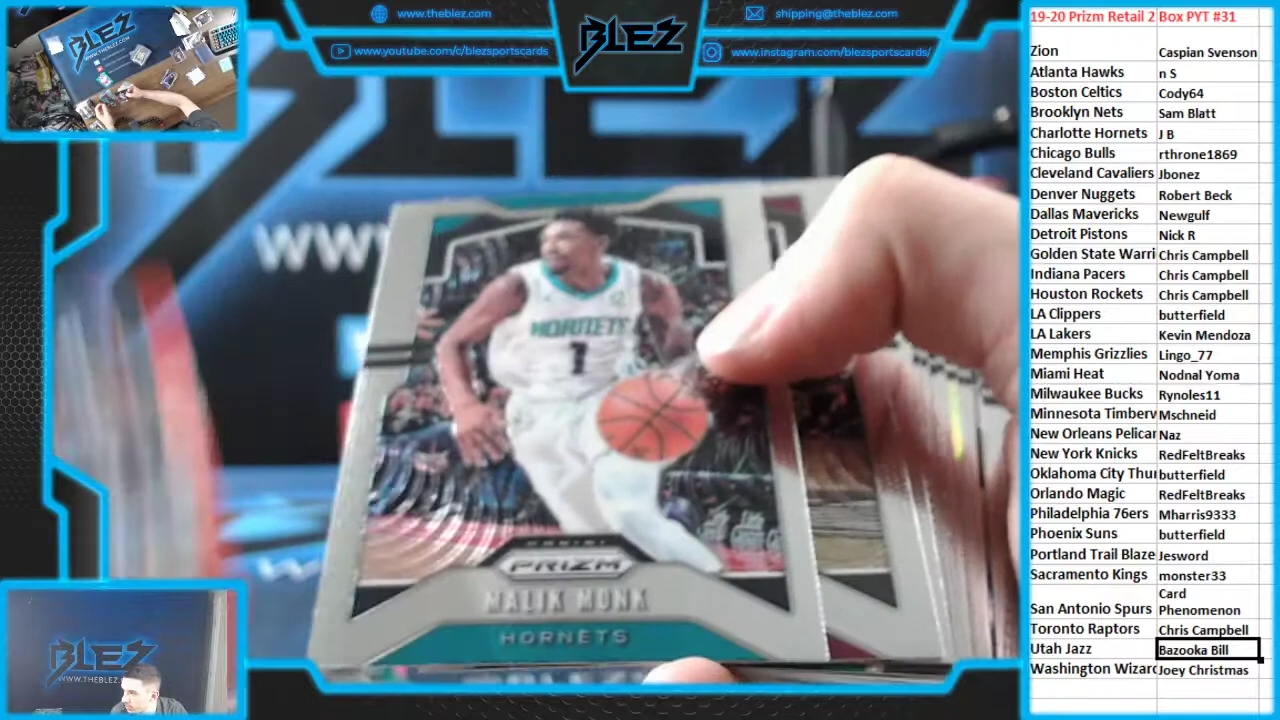 www.theblez.com
shipping@theblez.com
www.youtube.com/c/blezsportscards
BLEZ
www.instagram.com/blezsportscards/
19-20 Prizm Retail 2 Box PYT #31
Zion Caspian Svenson
Atlanta Hawks n S
Boston Celtics Cody64
Brooklyn Nets Sam Blatt
Charlotte Hornets J B
Chicago Bulls rthrone1869
Cleveland Cavaliers Jbonez
Denver Nuggets Robert Beck
Dallas Mavericks Newgulf
Detroit Pistons Nick R
Golden State Warri Chris Campbell
Indiana Pacers Chris Campbell
Houston Rockets Chris Campbell
LA Clippers butterfield
LA Lakers Kevin Mendoza
Memphis Grizzlies Lingo_77
Miami Heat Nodnal Yoma
Milwaukee Bucks Rynoles11
Minnesota Timberw Mschneid
New Orleans Pelican Naz
New York Knicks RedFeltBreaks
Oklahoma City Thu butterfield
Orlando Magic RedFeltBreaks
Philadelphia 76ers Mharris9333
Phoenix Suns butterfield
Portland Trail Blaze Jesword
Sacramento Kings monster33
San Antonio Spurs Card Phenomenon
Toronto Raptors Chris Campbell
Utah Jazz Bazooka Bill
Washington Wizard Joey Christmas
WWW
HORNETS
1
PANINI
PRIZM
MALIK MONK
HORNETS
BLEZ